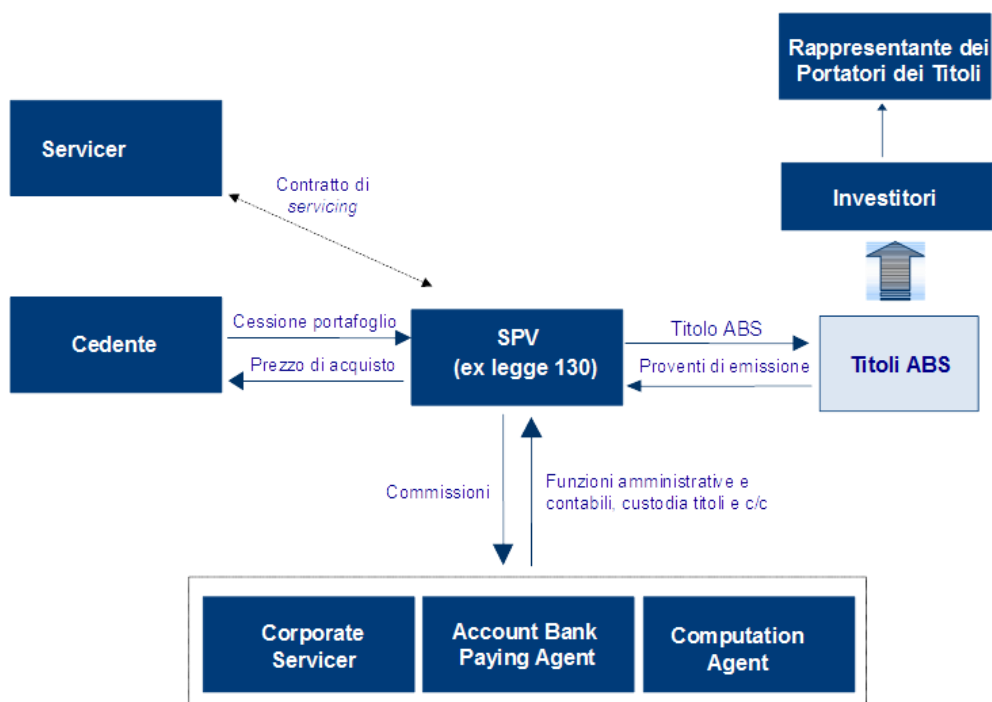 Rappresentante dei
Portatori dei Titoli
Servicer
Contratto di
servicing
Investitori
Cedente
Cessione portafoglio
Prezzo di acquisto
SPV
(ex legge 130)
Titolo ABS
Proventi di emissione
Titoli ABS
Commissioni
Funzioni amministrative e
contabili, custodia titoli e c/c
Corporate
Servicer
Account Bank
Paying Agent
Computation
Agent